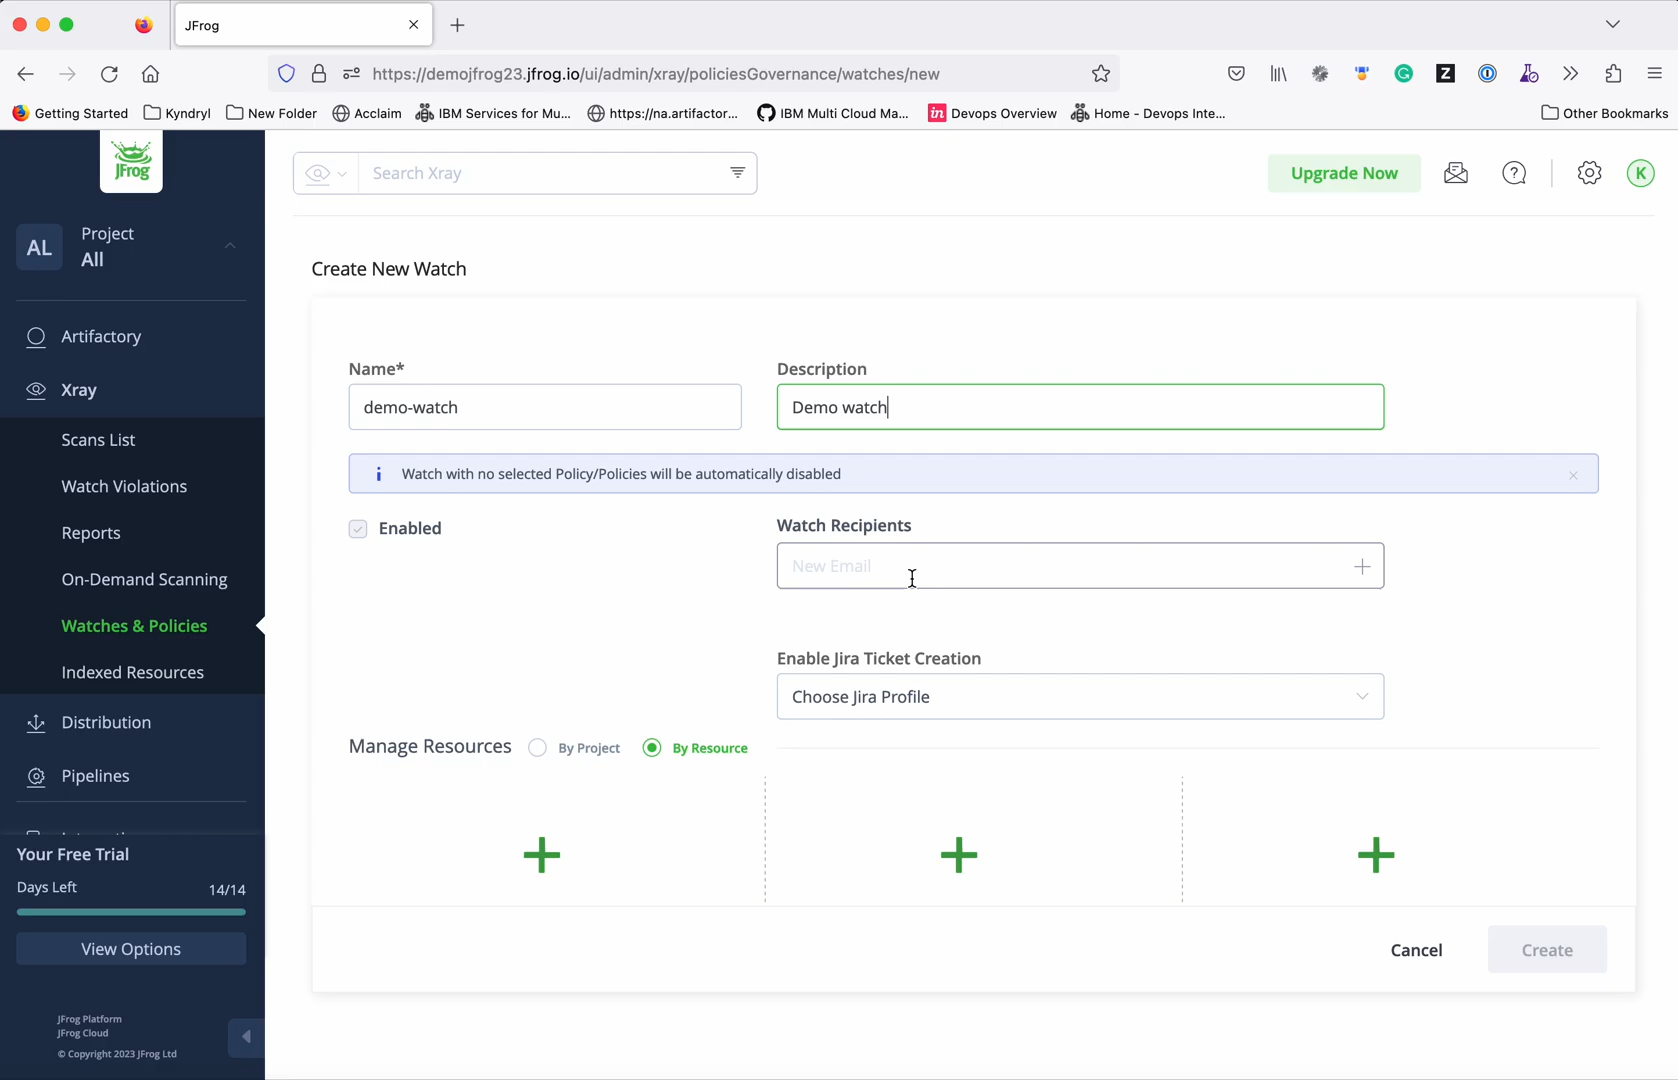 JFrog
https://demojfrog23.jfrog.io/ui/admin/xray/policiesGovernance/watches/new
Z
Getting Started
Kyndryl
New Folder
Acclaim
IBM Services for Mu...
https://na.artifactor...
IBM Multi Cloud Ma...
in
Devops Overview
Home - Devops Inte...
Other Bookmarks
JFrog
Search Xray
Upgrade Now
K
AL
Project
All
Artifactory
Xray
Scans List
Watch Violations
Reports
On-Demand Scanning
Watches & Policies
Indexed Resources
Distribution
Pipelines
Your Free Trial
Days Left 14/14
View Options
JFrog Platform
JFrog Cloud
© Copyright 2023 JFrog Ltd
Create New Watch
Name*
Description
demo-watch
Demo watch
Watch with no selected Policy/Policies will be automatically disabled
Enabled
Watch Recipients
New Email
Enable Jira Ticket Creation
Choose Jira Profile
Manage Resources
By Project
By Resource
Cancel
Create